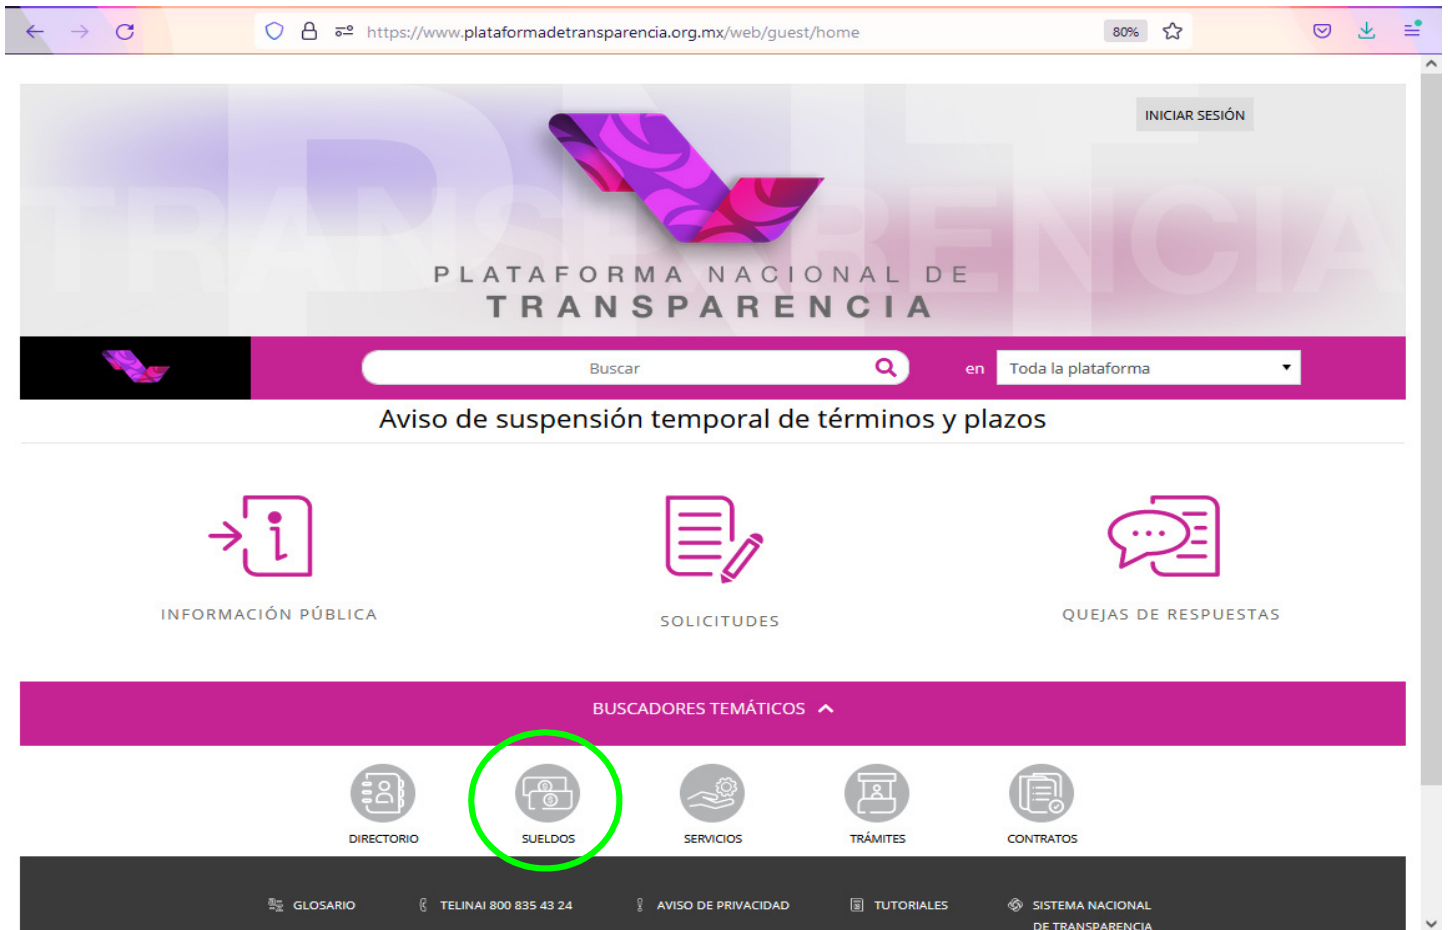 https://www.plataformadetransparencia.org.mx/web/guest/home
80%
PNT
TRANSPARENCIA
INICIAR SESIÓN
PLATAFORMA NACIONAL DE
TRANSPARENCIA
Buscar
en
Toda la plataforma
Aviso de suspensión temporal de términos y plazos
INFORMACIÓN PÚBLICA
SOLICITUDES
QUEJAS DE RESPUESTAS
BUSCADORES TEMÁTICOS
DIRECTORIO
SUELDOS
SERVICIOS
TRÁMITES
CONTRATOS
GLOSARIO
TELINAI 800 835 43 24
AVISO DE PRIVACIDAD
TUTORIALES
SISTEMA NACIONAL
DE TRANSPARENCIA